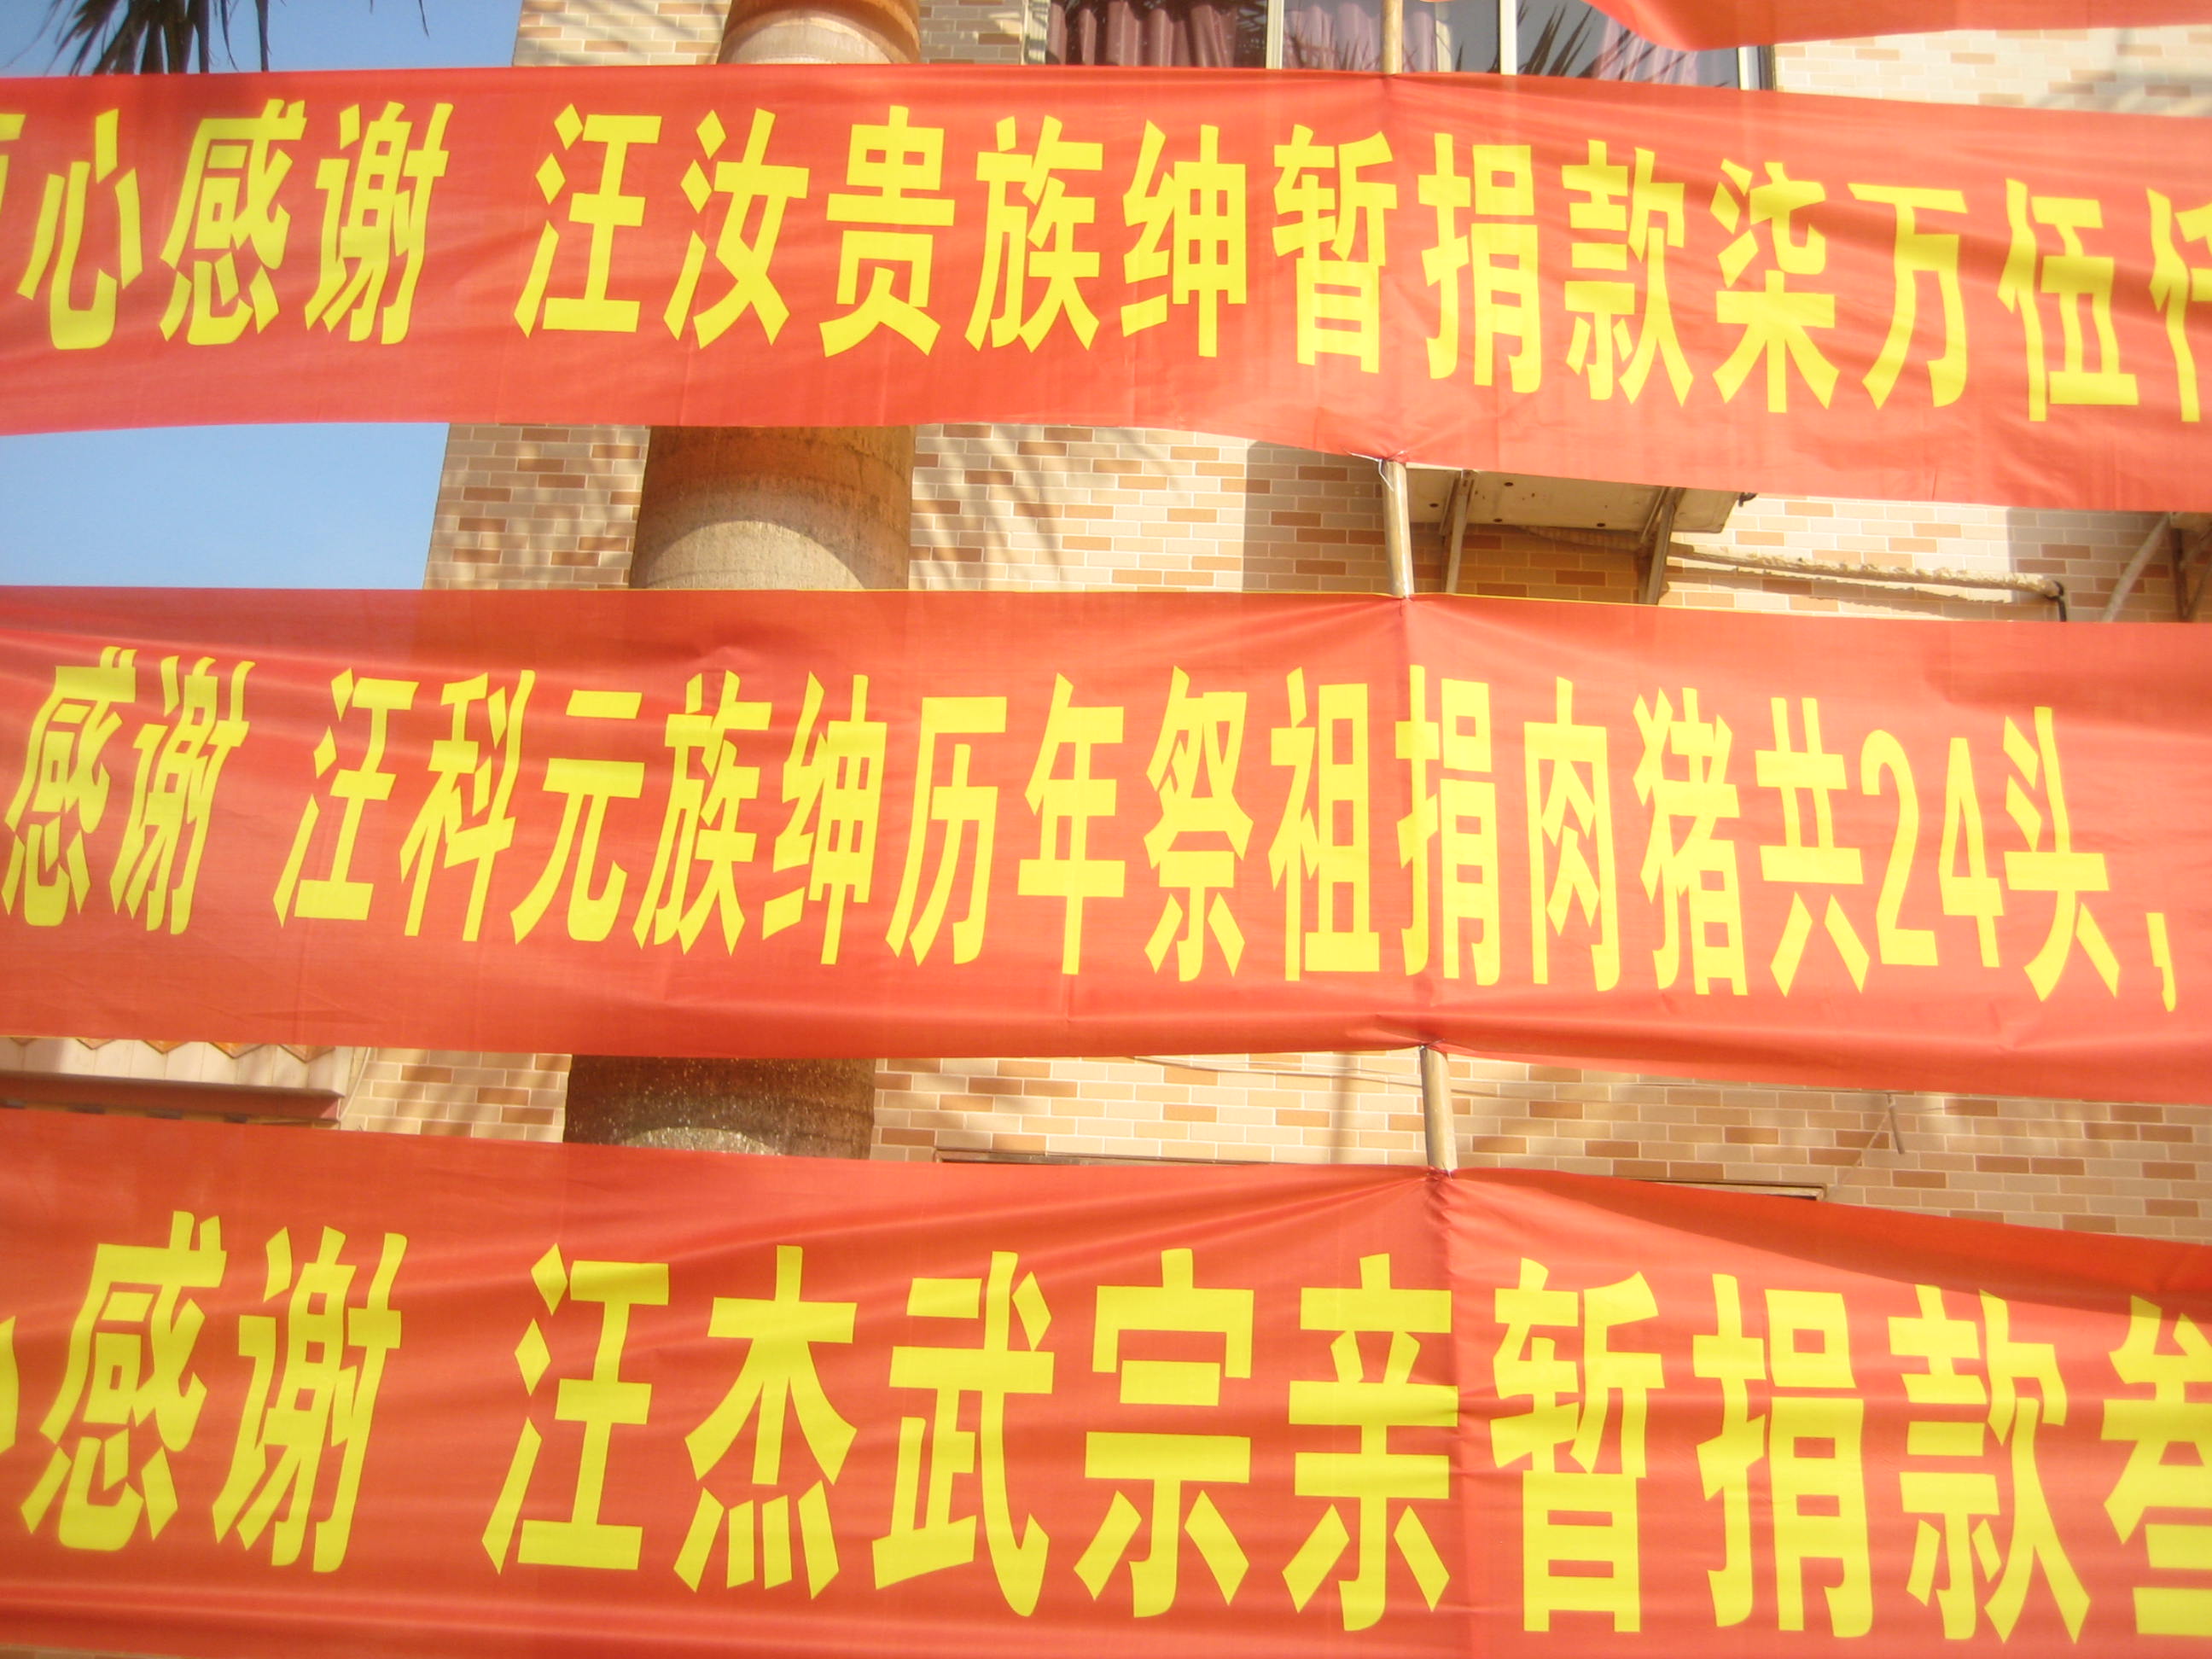 心感谢 汪汝贵族绅暂捐款柒万伍仟
感谢 汪科元族绅历年祭祖捐肉猪共24头，
感谢 汪杰武宗亲暂捐款叁